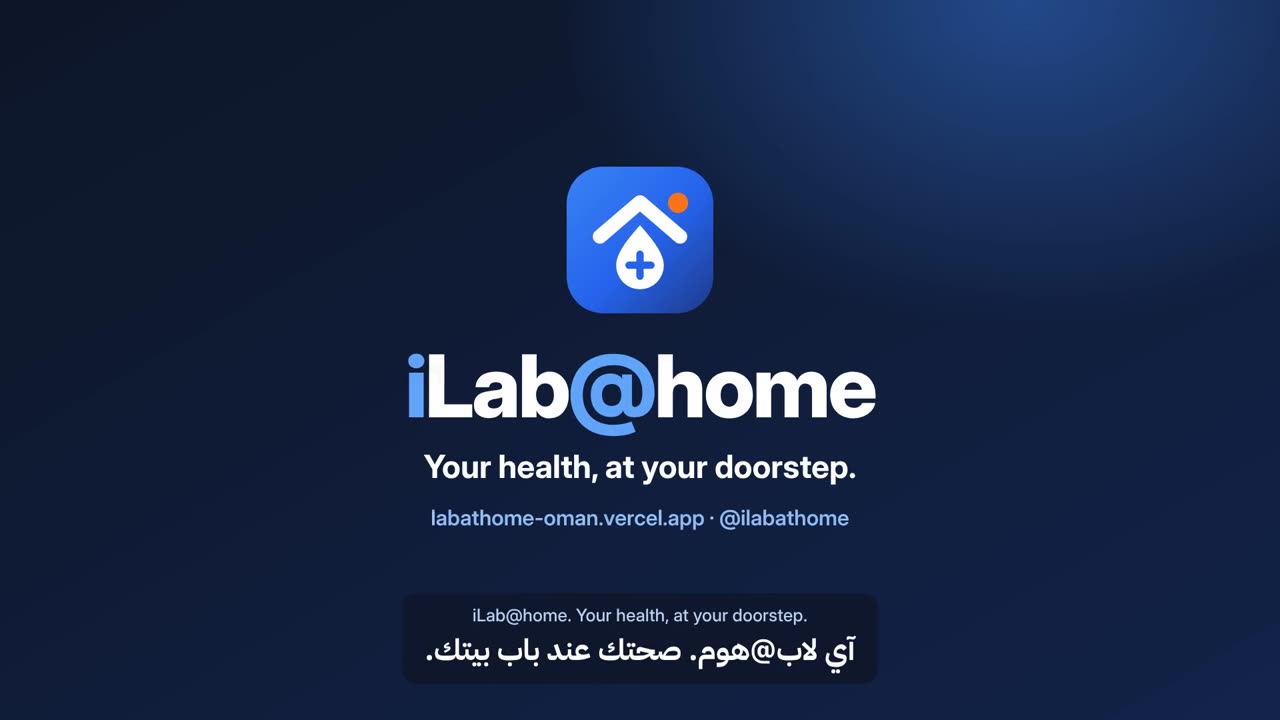 iLab@home
Your health, at your doorstep.
labathome-oman.vercel.app · @ilabathome
iLab@home. Your health, at your doorstep.
آي لاب@هوم. صحتك عند باب بيتك.